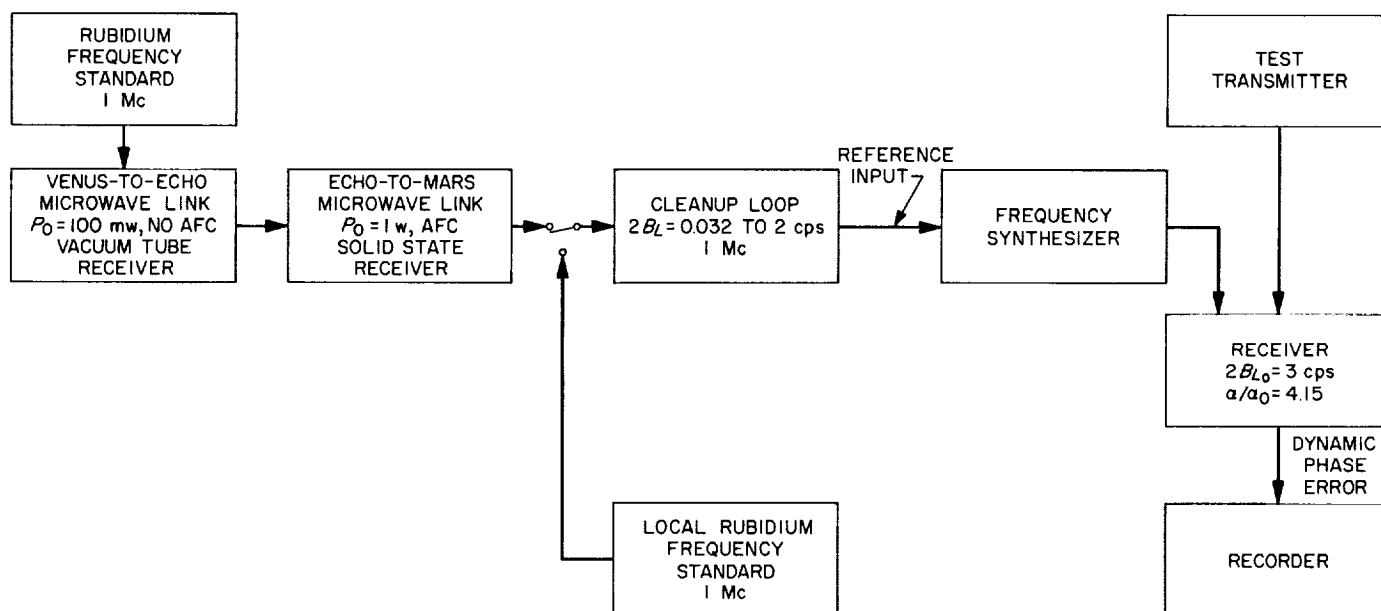 RUBIDIUM
FREQUENCY
STANDARD
1 Mc
TEST
TRANSMITTER
VENUS-TO-ECHO
MICROWAVE LINK
P₀ = 100 mw, NO AFC
VACUUM TUBE
RECEIVER
ECHO-TO-MARS
MICROWAVE LINK
P₀ = 1 w, AFC
SOLID STATE
RECEIVER
CLEANUP LOOP
2B_L = 0.032 TO 2 cps
1 Mc
REFERENCE
INPUT
FREQUENCY
SYNTHESIZER
RECEIVER
2B_L₀ = 3 cps
α/α₀ = 4.15
DYNAMIC
PHASE
ERROR
LOCAL RUBIDIUM
FREQUENCY
STANDARD
1 Mc
RECORDER